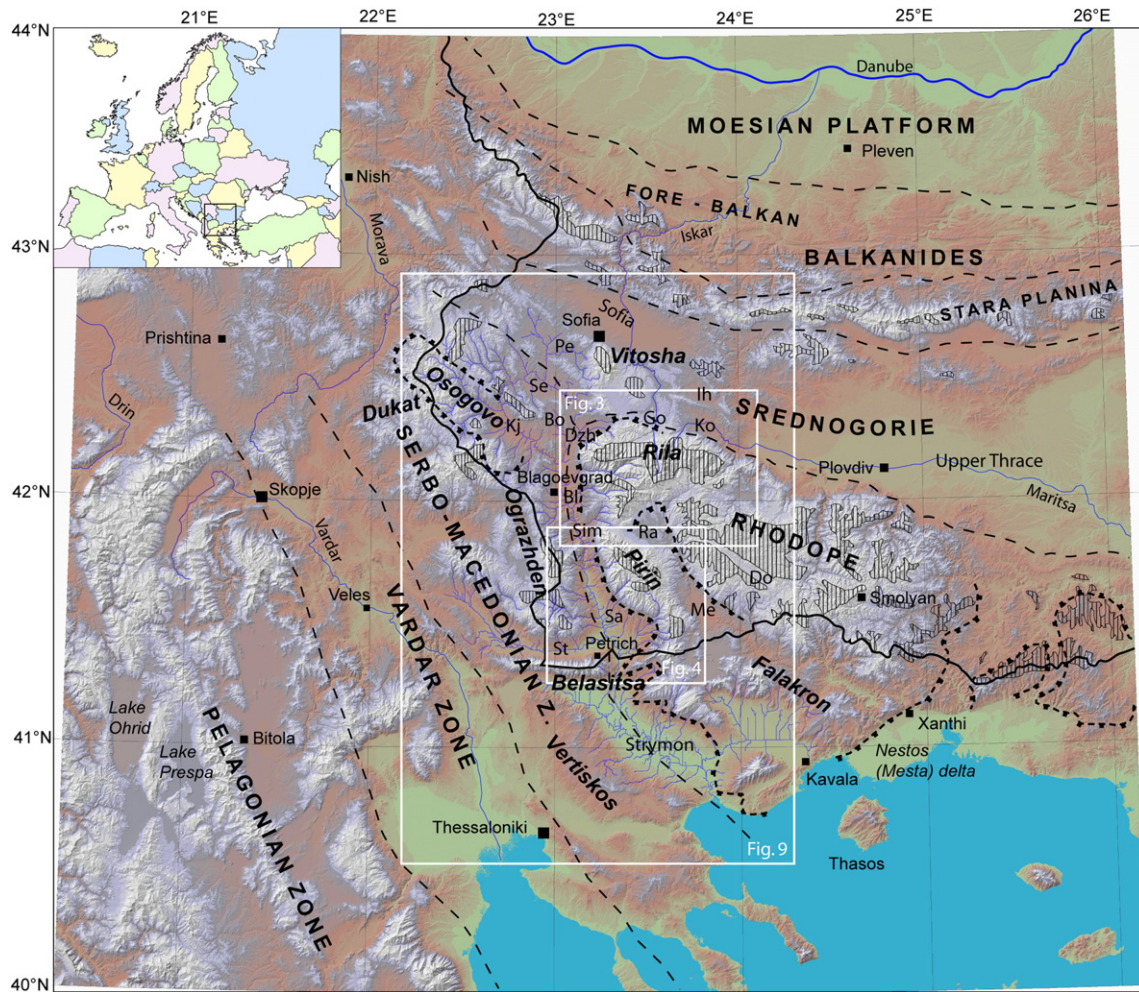 21°E 22°E 23°E 24°E 25°E 26°E
44°N
43°N
42°N
41°N
40°N
Danube
MOESIAN PLATFORM
Pleven
Nish
Morava
FORE - BALKAN
Iskar
BALKANIDES
STARA PLANINA
Prishtina
Sofia
Sofia
Pe
Vitosha
Drin
Osogovo
Dukat
Se
Ih
Fig. 3
Bo
Go
Ko
SREDNOGORIE
Kj
Dzh
Rila
Plovdiv
Upper Thrace
Maritsa
Skopje
Blagoevgrad
Bl
SERBO-MACEDONIAN Z.
Ograzhden
Vardar
Sim
Ra
RHODOPE
Pirin
Do
Veles
VARDAR ZONE
Smolyan
Sa
Me
St
Petrich
Fig. 4
Belasitsa
Falakron
Lake
Ohrid
Lake
Prespa
Bitola
PELAGONIAN ZONE
Xanthi
Strymon
Nestos
(Mesta) delta
Kavala
Vertiskos
Thessaloniki
Fig. 9
Thasos